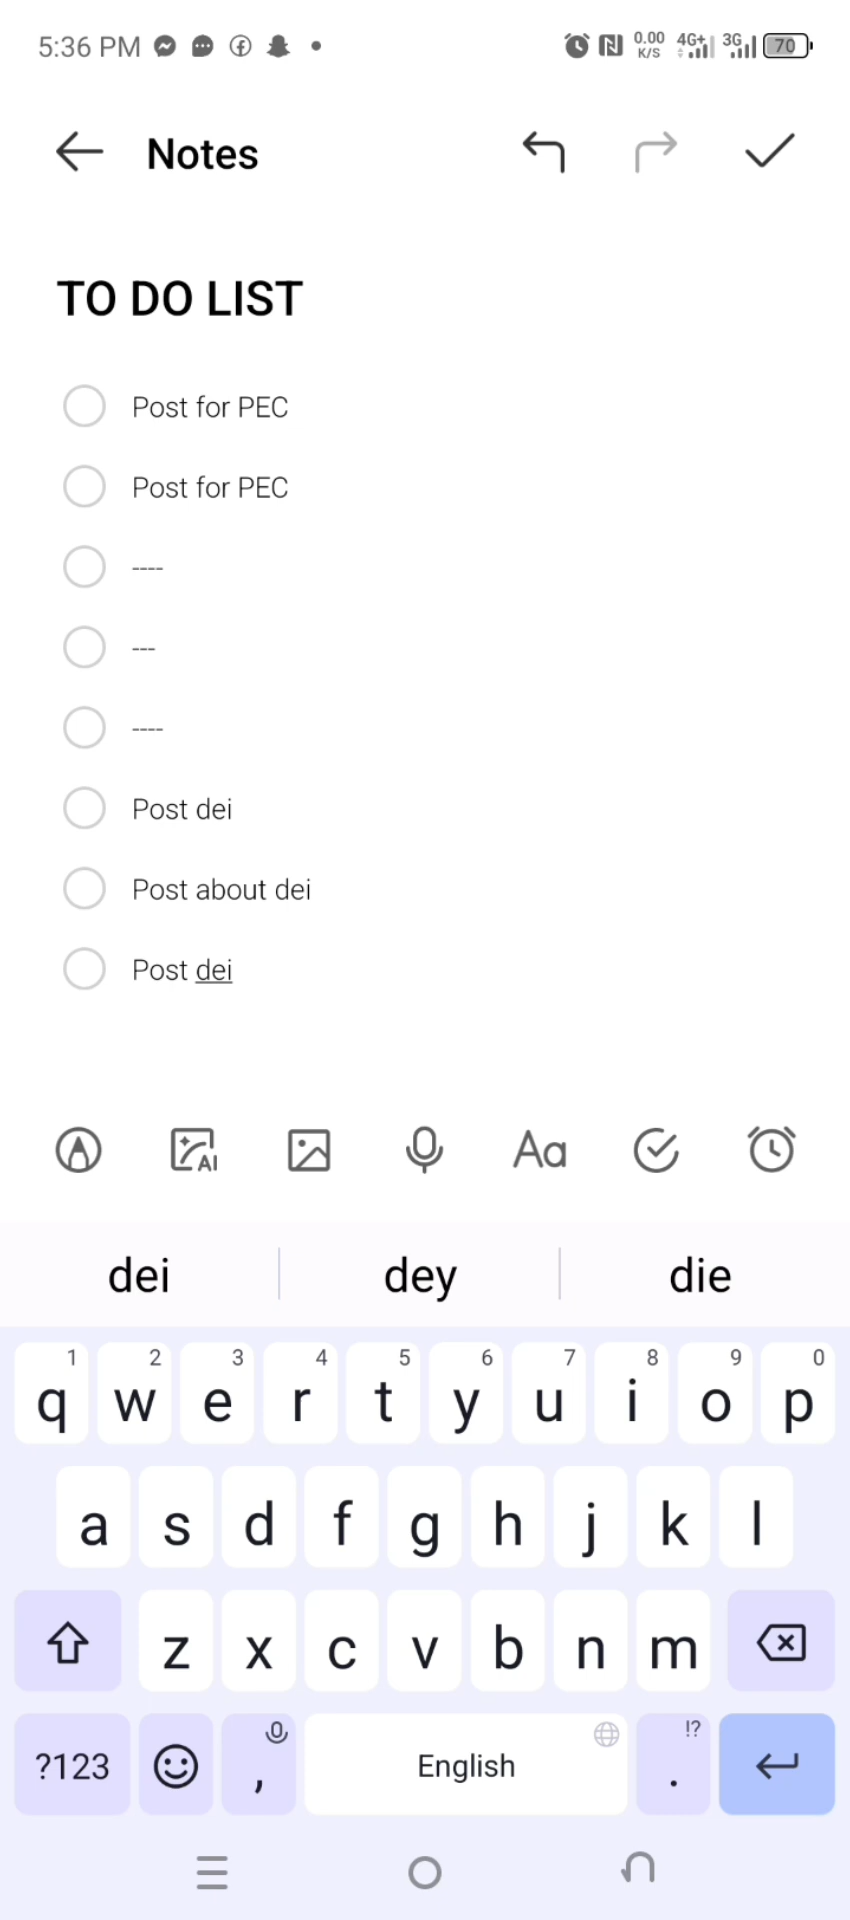 5:36 PM
0.00 K/S 4G+ 3G 70
Notes
TO DO LIST
Post for PEC
Post for PEC
----
---
----
Post dei
Post about dei
Post dei
AI Aa
dei dey die
1 2 3 4 5 6 7 8 9 0
q w e r t y u i o p
a s d f g h j k l
z x c v b n m
!?
?123 , English .